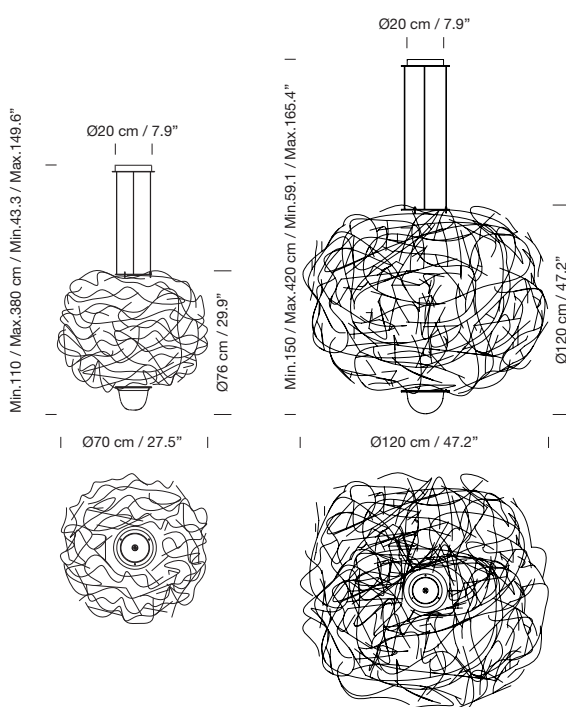 Ø20 cm / 7.9”
Ø20 cm / 7.9”
Min.110 / Max.380 cm / Min.43.3 / Max.149.6”
Ø76 cm / 29.9”
Min.150 / Max.420 cm / Min.59.1 / Max.165.4”
Ø120 cm / 47.2”
Ø70 cm / 27.5”
Ø120 cm / 47.2”